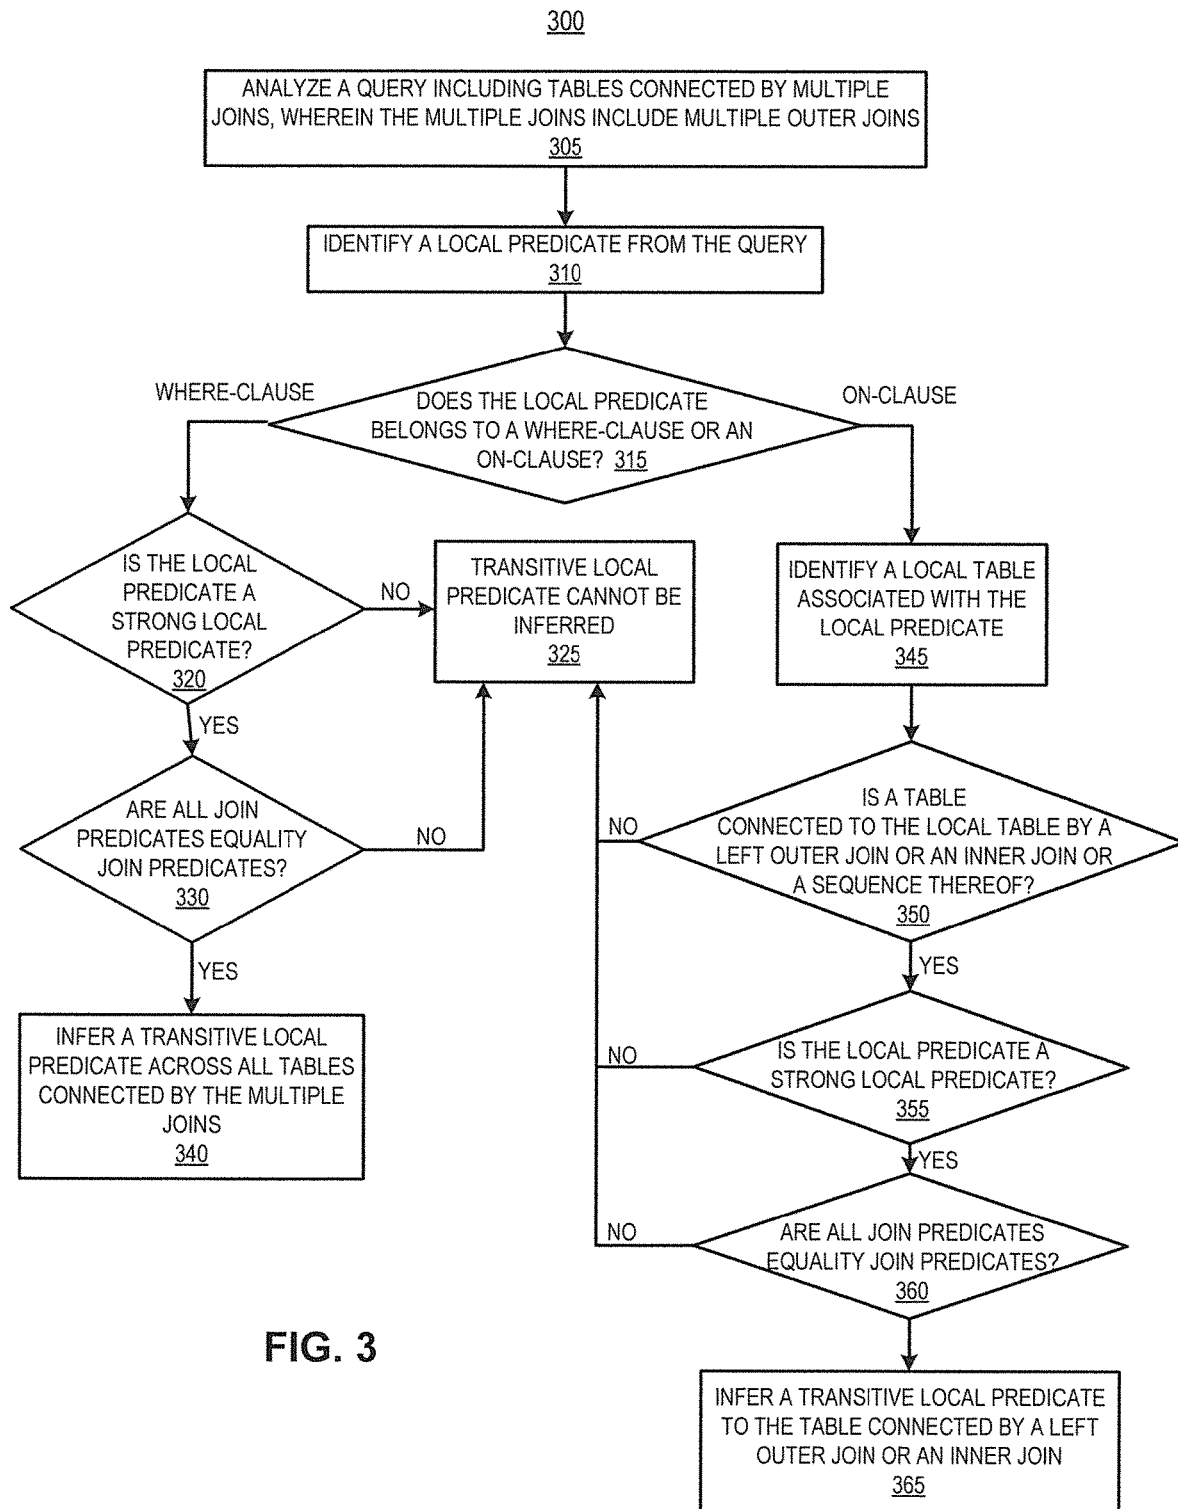 300
ANALYZE A QUERY INCLUDING TABLES CONNECTED BY MULTIPLE
JOINS, WHEREIN THE MULTIPLE JOINS INCLUDE MULTIPLE OUTER JOINS
305
IDENTIFY A LOCAL PREDICATE FROM THE QUERY
310
WHERE-CLAUSE
ON-CLAUSE
DOES THE LOCAL PREDICATE
BELONGS TO A WHERE-CLAUSE OR AN
ON-CLAUSE? 315
IS THE LOCAL
PREDICATE A
STRONG LOCAL
PREDICATE?
320
NO
TRANSITIVE LOCAL
PREDICATE CANNOT BE
INFERRED
325
IDENTIFY A LOCAL TABLE
ASSOCIATED WITH THE
LOCAL PREDICATE
345
YES
ARE ALL JOIN
PREDICATES EQUALITY
JOIN PREDICATES?
330
NO
NO
IS A TABLE
CONNECTED TO THE LOCAL TABLE BY A
LEFT OUTER JOIN OR AN INNER JOIN OR
A SEQUENCE THEREOF?
350
YES
YES
INFER A TRANSITIVE LOCAL
PREDICATE ACROSS ALL TABLES
CONNECTED BY THE MULTIPLE
JOINS
340
NO
IS THE LOCAL PREDICATE A
STRONG LOCAL PREDICATE?
355
YES
NO
ARE ALL JOIN PREDICATES
EQUALITY JOIN PREDICATES?
360
FIG. 3
INFER A TRANSITIVE LOCAL PREDICATE
TO THE TABLE CONNECTED BY A LEFT
OUTER JOIN OR AN INNER JOIN
365